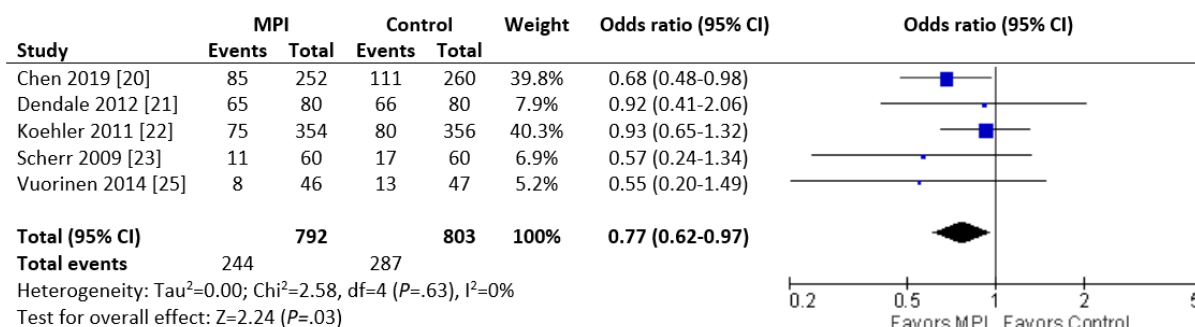 MPI Control Weight Odds ratio (95% CI) Odds ratio (95% CI)
Study Events Total Events Total
Chen 2019 [20] 85 252 111 260 39.8% 0.68 (0.48-0.98)
Dendale 2012 [21] 65 80 66 80 7.9% 0.92 (0.41-2.06)
Koehler 2011 [22] 75 354 80 356 40.3% 0.93 (0.65-1.32)
Scherr 2009 [23] 11 60 17 60 6.9% 0.57 (0.24-1.34)
Vuorinen 2014 [25] 8 46 13 47 5.2% 0.55 (0.20-1.49)
Total (95% CI) 792 803 100% 0.77 (0.62-0.97)
Total events 244 287
Heterogeneity: Tau²=0.00; Chi²=2.58, df=4 (P=.63), I²=0%
Test for overall effect: Z=2.24 (P=.03)
0.2 0.5 1 2 5
Favors MPI Favors Control